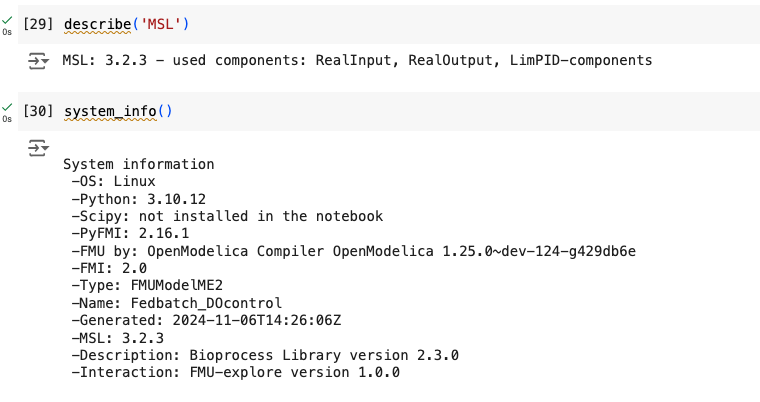 [29] describe('MSL')
0s
MSL: 3.2.3 - used components: RealInput, RealOutput, LimPID-components
[30] system_info()
0s
System information
-OS: Linux
-Python: 3.10.12
-Scipy: not installed in the notebook
-PyFMI: 2.16.1
-FMU by: OpenModelica Compiler OpenModelica 1.25.0~dev-124-g429db6e
-FMI: 2.0
-Type: FMUModelME2
-Name: Fedbatch_DOcontrol
-Generated: 2024-11-06T14:26:06Z
-MSL: 3.2.3
-Description: Bioprocess Library version 2.3.0
-Interaction: FMU-explore version 1.0.0